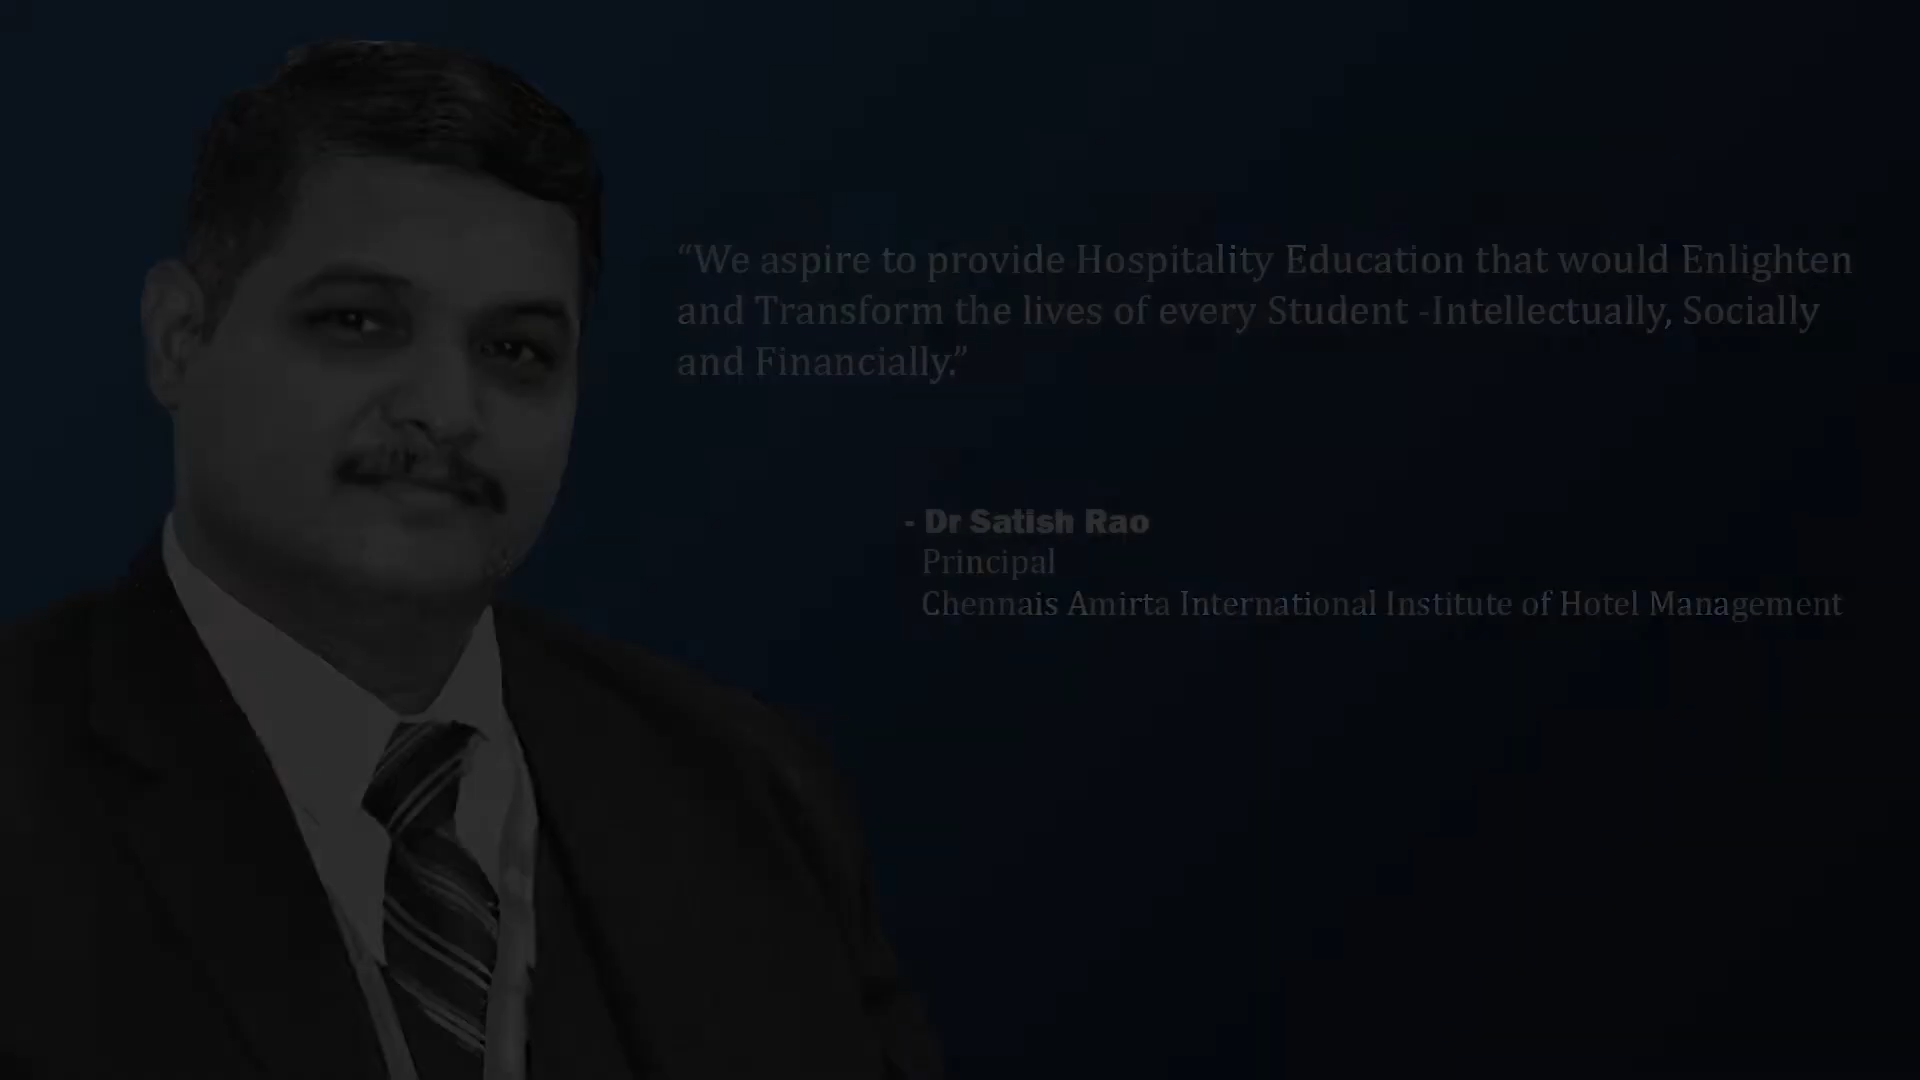 “We aspire to provide Hospitality Education that would Enlighten
and Transform the lives of every Student -Intellectually, Socially
and Financially.”
- Dr Satish Rao
Principal
Chennais Amirta International Institute of Hotel Management